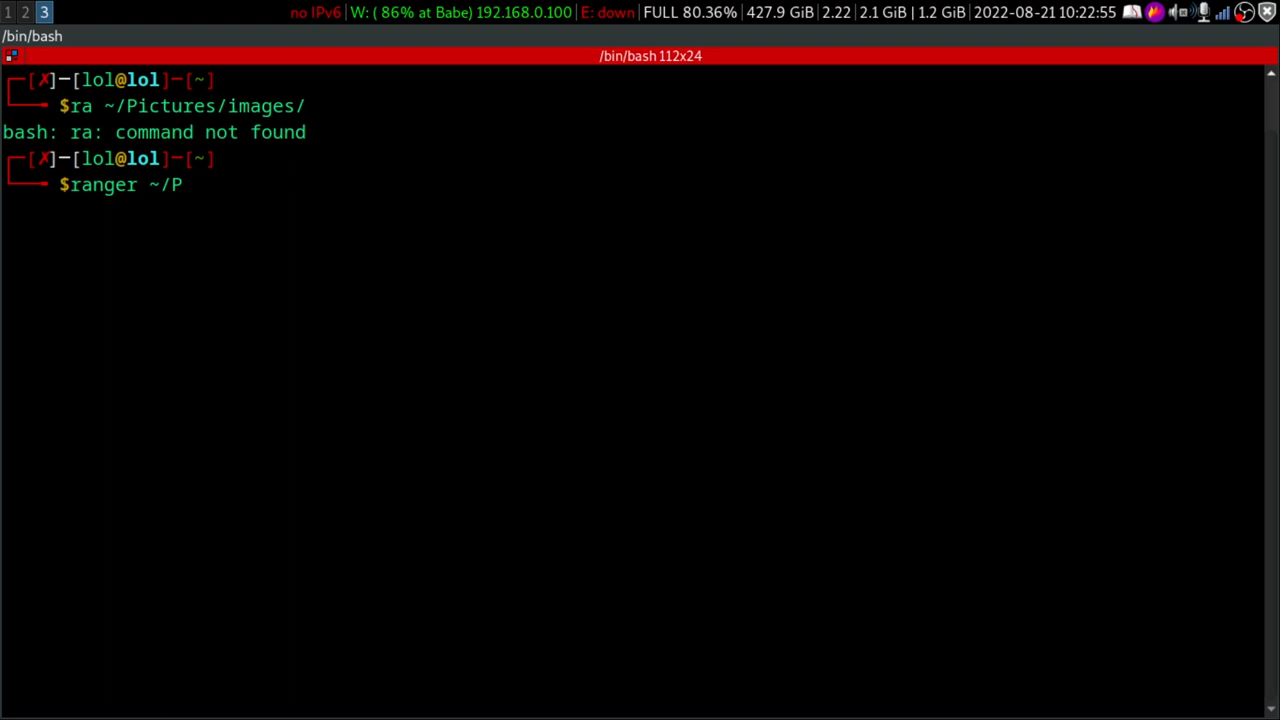 1 2 3 no IPv6 W: ( 86% at Babe) 192.168.0.100 E: down FULL 80.36% 427.9 GiB 2.22 2.1 GiB | 1.2 GiB 2022-08-21 10:22:55
/bin/bash
/bin/bash 112x24
┌─[✗]─[lol@lol]─[~]
└──╼ $ra ~/Pictures/images/
bash: ra: command not found
┌─[✗]─[lol@lol]─[~]
└──╼ $ranger ~/P